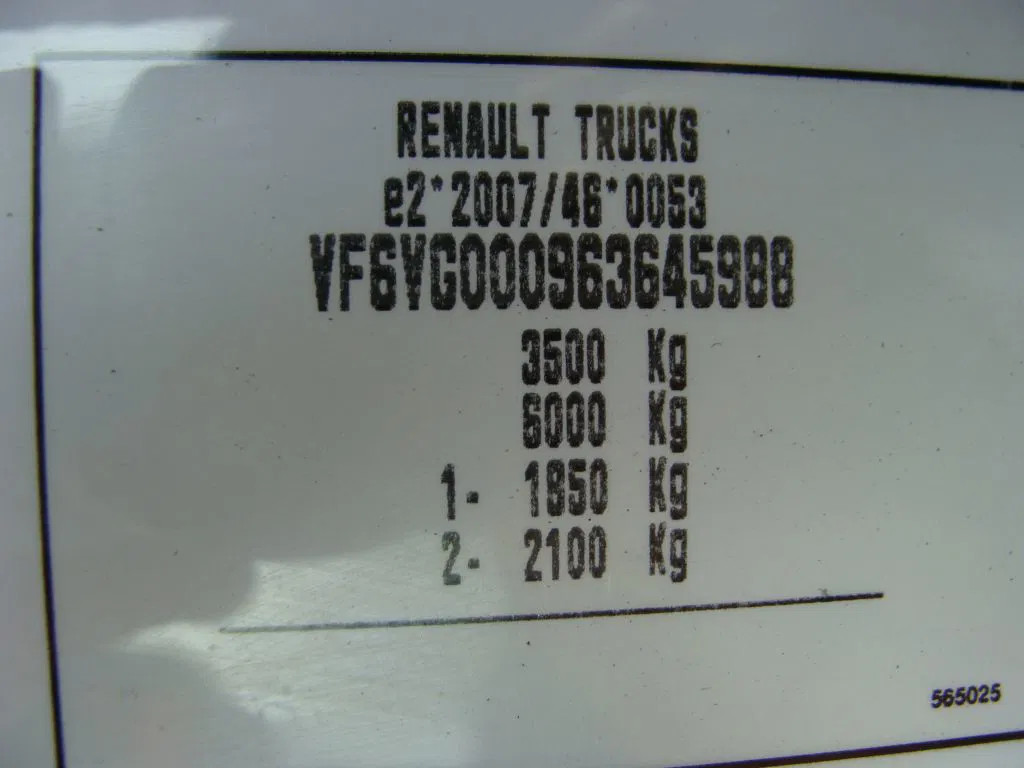 RENAULT TRUCKS
e2*2007/46*0053
VF6VG000963645988
3500 Kg
6000 Kg
1- 1850 Kg
2- 2100 Kg
565025